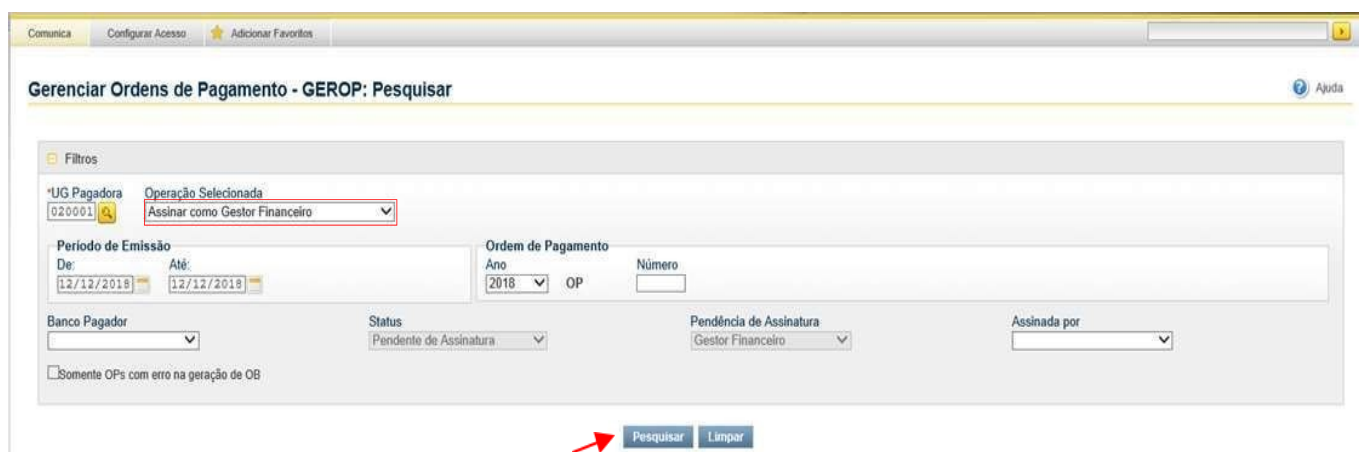 Comunica Configurar Acesso Adicionar Favoritos
Gerenciar Ordens de Pagamento - GEROP: Pesquisar
Ajuda
Filtros
*UG Pagadora Operação Selecionada
020001 Assinar como Gestor Financeiro
Período de Emissão Ordem de Pagamento
De: Até: Ano Número
12/12/2018 12/12/2018 2018 OP
Banco Pagador Status Pendência de Assinatura Assinada por
Pendente de Assinatura Gestor Financeiro
Somente OPs com erro na geração de OB
Pesquisar Limpar